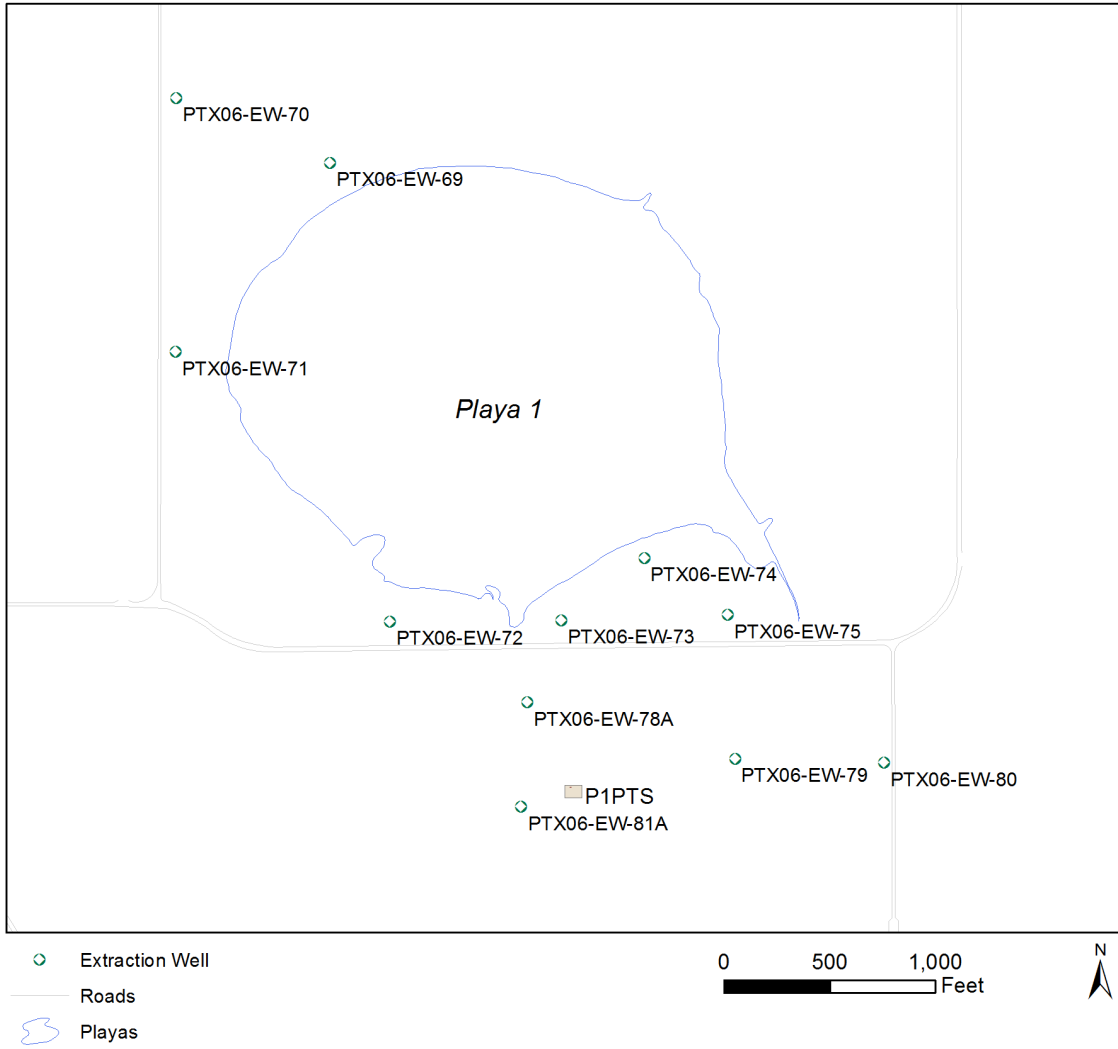 PTX06-EW-70
PTX06-EW-69
PTX06-EW-71
Playa 1
PTX06-EW-74
PTX06-EW-75
PTX06-EW-72
PTX06-EW-73
PTX06-EW-78A
PTX06-EW-79
PTX06-EW-80
P1PTS
PTX06-EW-81A
Extraction Well
Roads
Playas
0 500 1,000
Feet
N